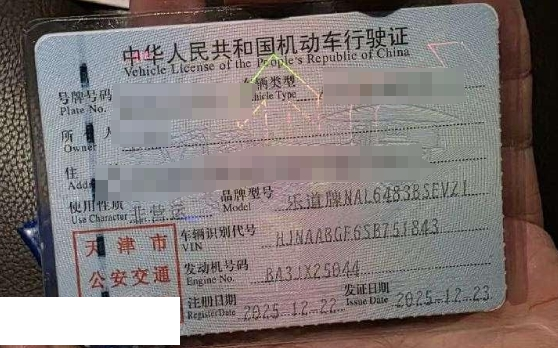 中华人民共和国机动车行驶证
Vehicle License of the People's Republic of China
号牌号码 辆类型
Plate No. Vehicle Type
所 人
Owner
住
Addr
使用性质 非营运 品牌型号 乐道牌NAL6483BSEVZ1
Use Character Model
天津市 车辆识别代号 HJNAABGF6SB751843
VIN
公安交通 发动机号码 BA3JX25044
Engine No.
注册日期 2025-12-22 发证日期 2025-12-23
Register Date Issue Date